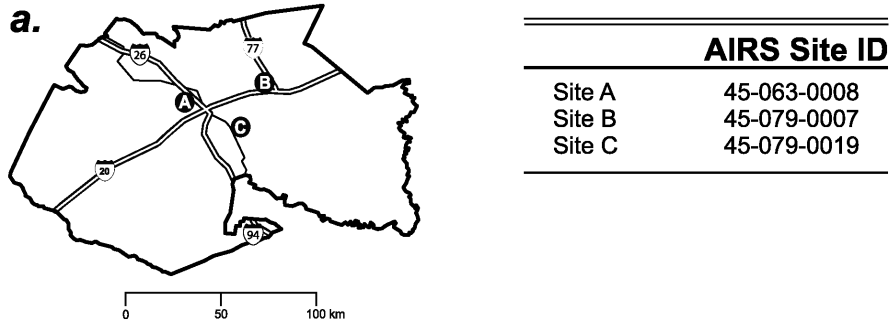 a.
26
77
B
A
C
20
94
0 50 100 km
AIRS Site ID
Site A 45-063-0008
Site B 45-079-0007
Site C 45-079-0019